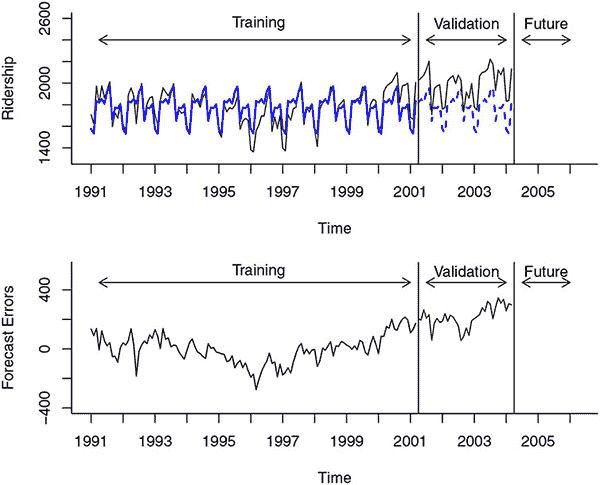 Training Validation Future
2600
2000
1400
Ridership
1991 1993 1995 1997 1999 2001 2003 2005
Time
Training Validation Future
400
0
−400
Forecast Errors
1991 1993 1995 1997 1999 2001 2003 2005
Time